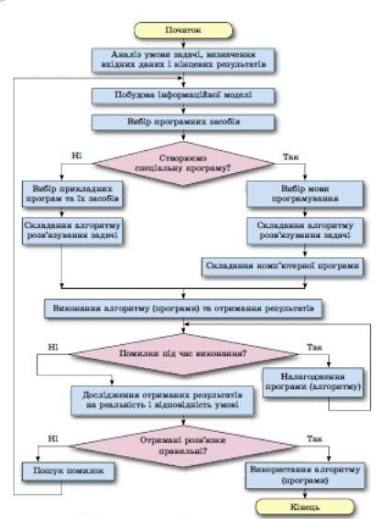 Початок
Аналіз умови задачі, визначення
вхідних даних і кінцевих результатів
Побудова інформаційної моделі
Вибір програмних засобів
Ні
Створюємо
спеціальну програму?
Так
Вибір прикладних
програм та їх засобів
Вибір мови
програмування
Складання алгоритму
розв'язування задачі
Складання алгоритму
розв'язування задачі
Складання комп'ютерної програми
Виконання алгоритму (програми) та отримання результатів
Ні
Помилки під час виконання?
Так
Налагодження
програми (алгоритму)
Дослідження отриманих результатів
на реальність і відповідність умові
Ні
Отримані розв'язки
правильні?
Так
Пошук помилок
Використання алгоритму
(програми)
Кінець